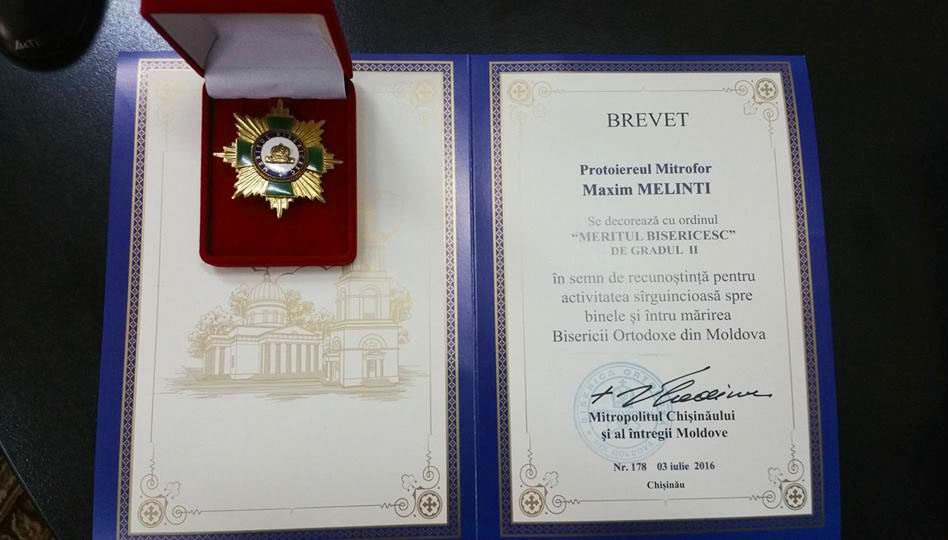 BREVET
Protoiereul Mitrofor
Maxim MELINTI
Se decorează cu ordinul
“MERITUL BISERICESC”
DE GRADUL II
în semn de recunoștință pentru
activitatea sîrguincioasă spre
binele și întru mărirea
Bisericii Ortodoxe din Moldova
Mitropolitul Chișinăului
și al întregii Moldove
Nr. 178 03 iulie 2016
Chișinău